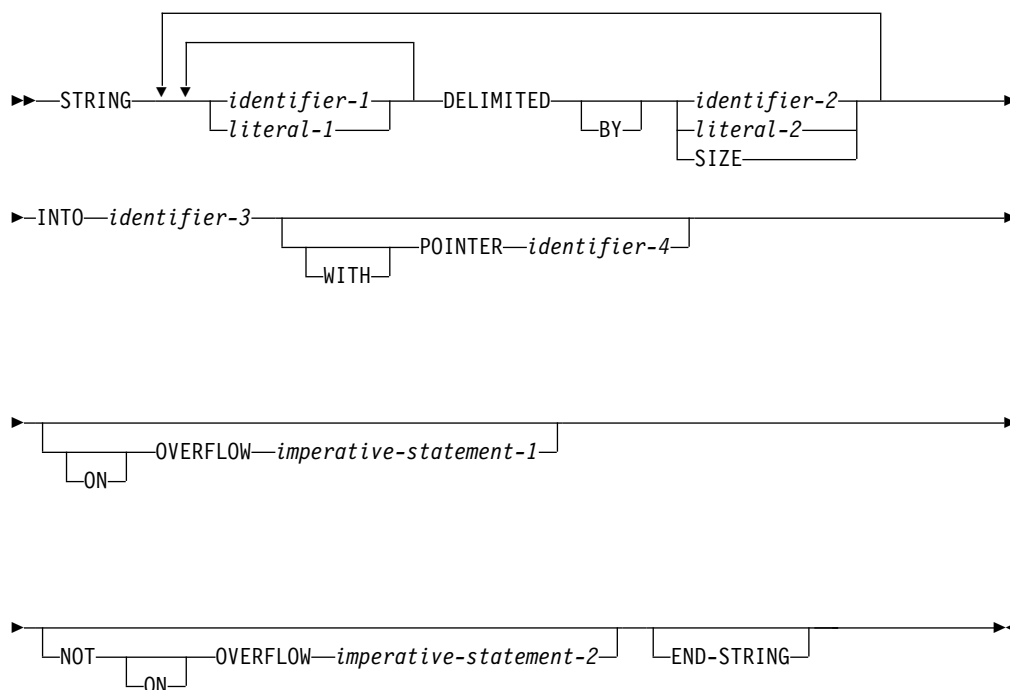 STRING identifier-1 DELIMITED identifier-2
literal-1 BY literal-2
SIZE
INTO identifier-3
POINTER identifier-4
WITH
OVERFLOW imperative-statement-1
ON
NOT OVERFLOW imperative-statement-2 END-STRING
ON